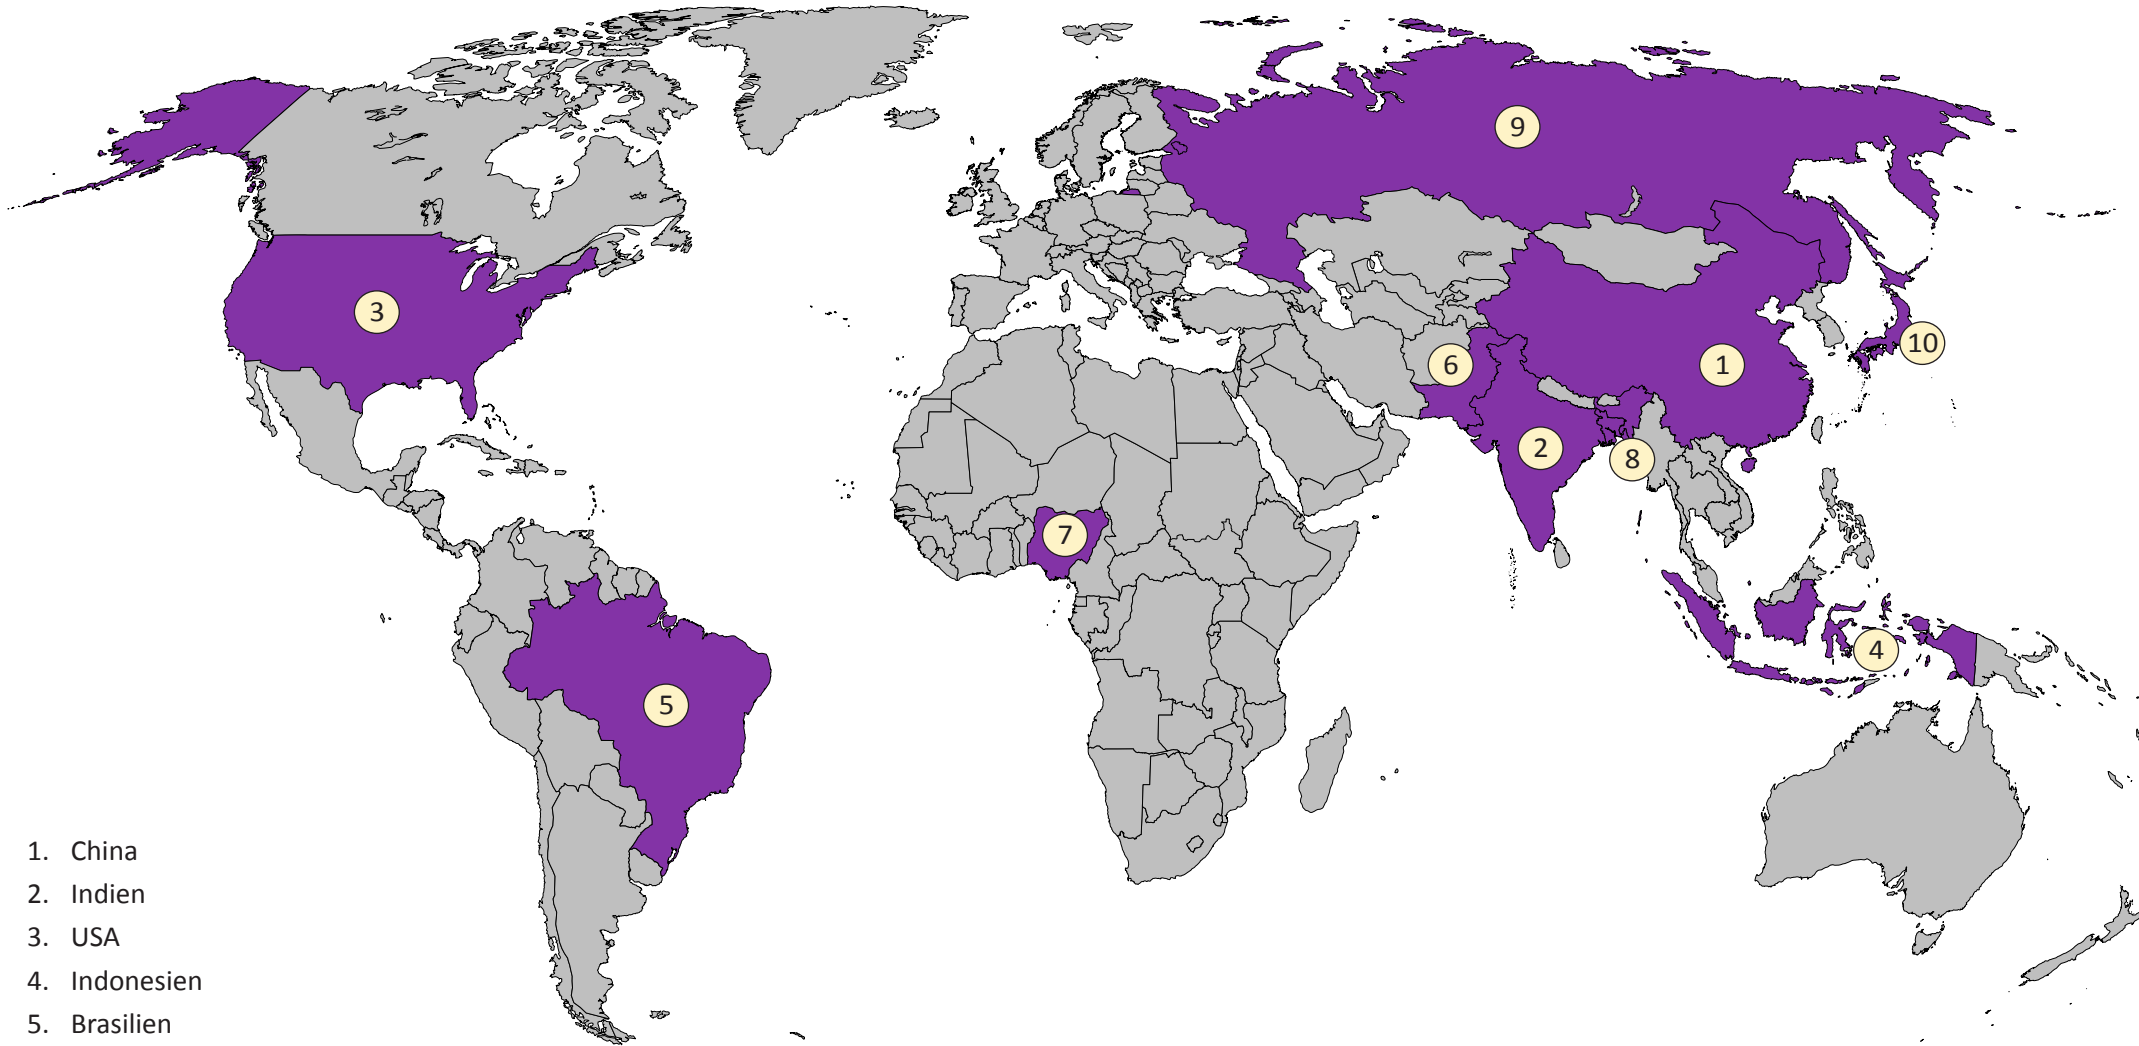 9
3
10
6
1
2
8
7
4
5
1. China
2. Indien
3. USA
4. Indonesien
5. Brasilien